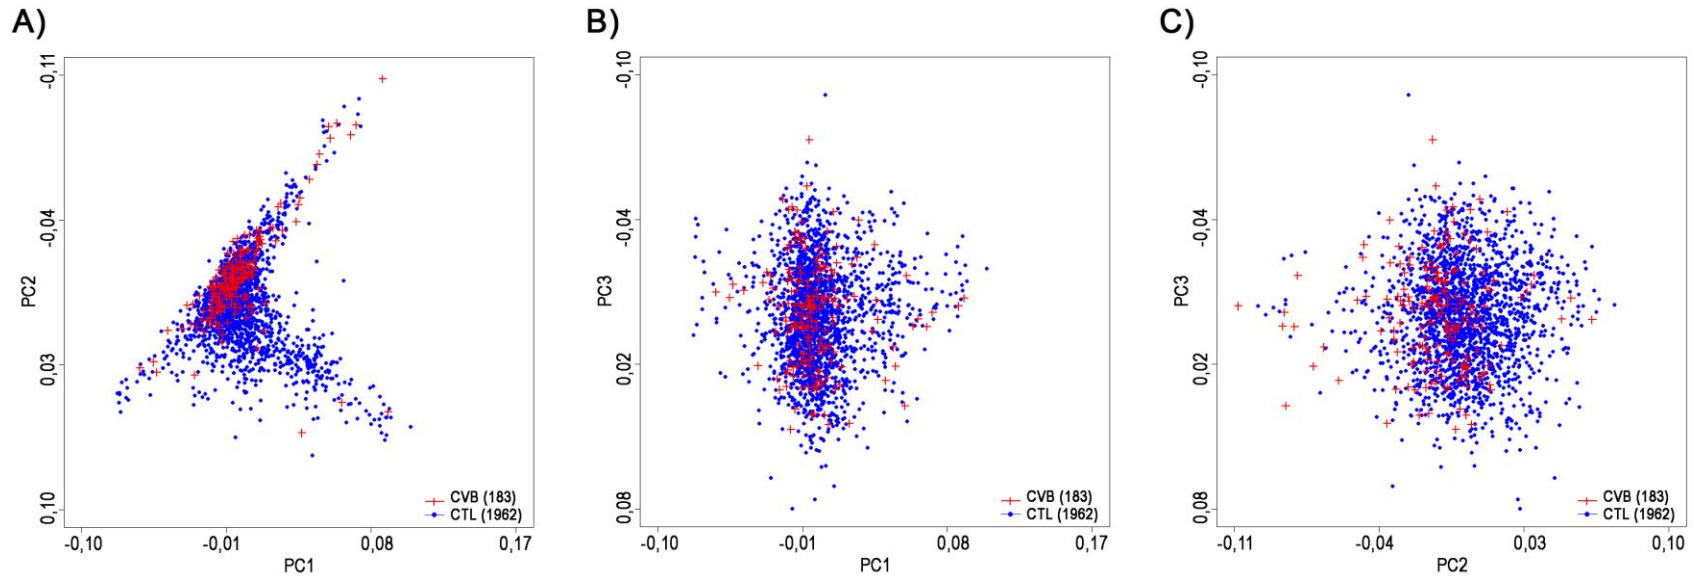 A)
-0,11
-0,04
0,03
0,10
PC2
CVB (183)
CTL (1962)
-0,10
-0,01
0,08
0,17
PC1
B)
-0,10
-0,04
0,02
0,08
PC3
CVB (183)
CTL (1962)
-0,10
-0,01
0,08
0,17
PC1
C)
-0,10
-0,04
0,02
0,08
PC3
CVB (183)
CTL (1962)
-0,11
-0,04
0,03
0,10
PC2